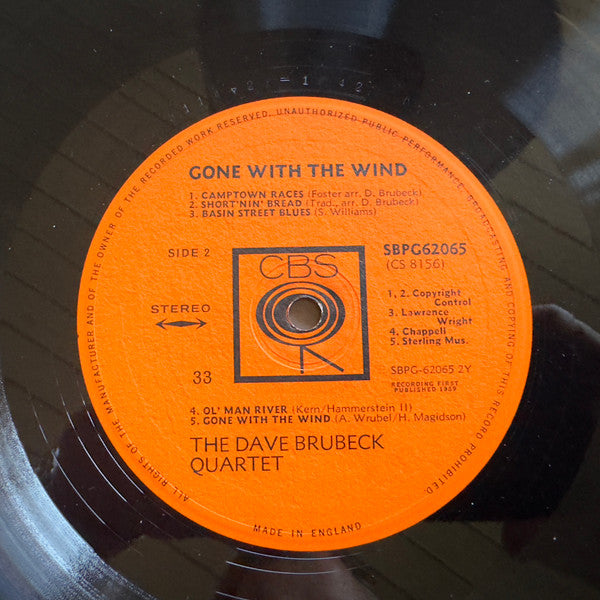 ALL RIGHTS OF THE MANUFACTURER AND OF THE OWNER OF THE RECORDED WORK RESERVED. UNAUTHORIZED PUBLIC PERFORMANCE, BROADCASTING AND COPYING OF THIS RECORD PROHIBITED.
GONE WITH THE WIND
1. CAMPTOWN RACES (Foster arr. D. Brubeck)
2. SHORT'NIN' BREAD (Trad., arr. D. Brubeck)
3. BASIN STREET BLUES (S. Williams)
SIDE 2
CBS
SBPG62065
(CS 8156)
STEREO
1, 2. Copyright
Control
3. Lawrence
Wright
4. Chappell
5. Sterling Mus.
33
SBPG-62065 2Y
RECORDING FIRST
PUBLISHED 1959
4. OL' MAN RIVER (Kern/Hammerstein II)
5. GONE WITH THE WIND (A. Wrubel/H. Magidson)
THE DAVE BRUBECK
QUARTET
MADE IN ENGLAND